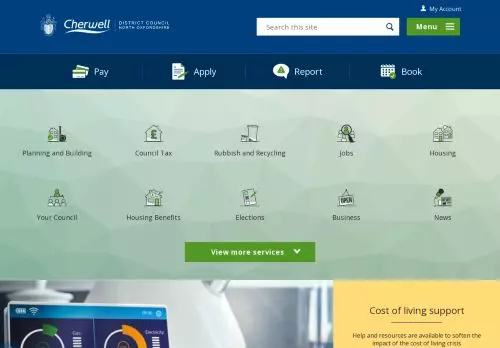 My Account
Cherwell
DISTRICT COUNCIL
NORTH OXFORDSHIRE
Search this site
Menu
Pay
Apply
Report
Book
Planning and Building
Council Tax
Rubbish and Recycling
Jobs
Housing
Your Council
Housing Benefits
Elections
Business
News
View more services
Cost of living support
Help and resources are available to soften the
impact of the cost of living crisis
Gas
Electricity